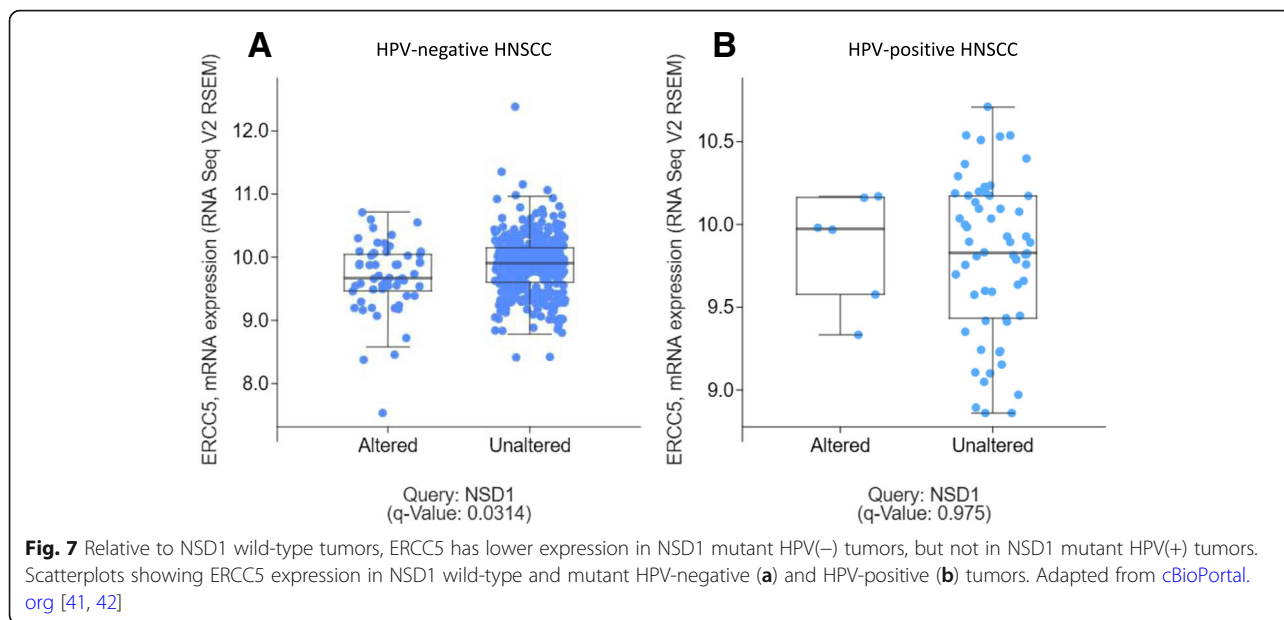 A
HPV-negative HNSCC
ERCC5, mRNA expression (RNA Seq V2 RSEM)
12.0
11.0
10.0
9.0
8.0
Altered
Unaltered
Query: NSD1
(q-Value: 0.0314)
B
HPV-positive HNSCC
ERCC5, mRNA expression (RNA Seq V2 RSEM)
10.5
10.0
9.5
9.0
Altered
Unaltered
Query: NSD1
(q-Value: 0.975)
Fig. 7 Relative to NSD1 wild-type tumors, ERCC5 has lower expression in NSD1 mutant HPV(−) tumors, but not in NSD1 mutant HPV(+) tumors.
Scatterplots showing ERCC5 expression in NSD1 wild-type and mutant HPV-negative (a) and HPV-positive (b) tumors. Adapted from cBioPortal.
org [41, 42]